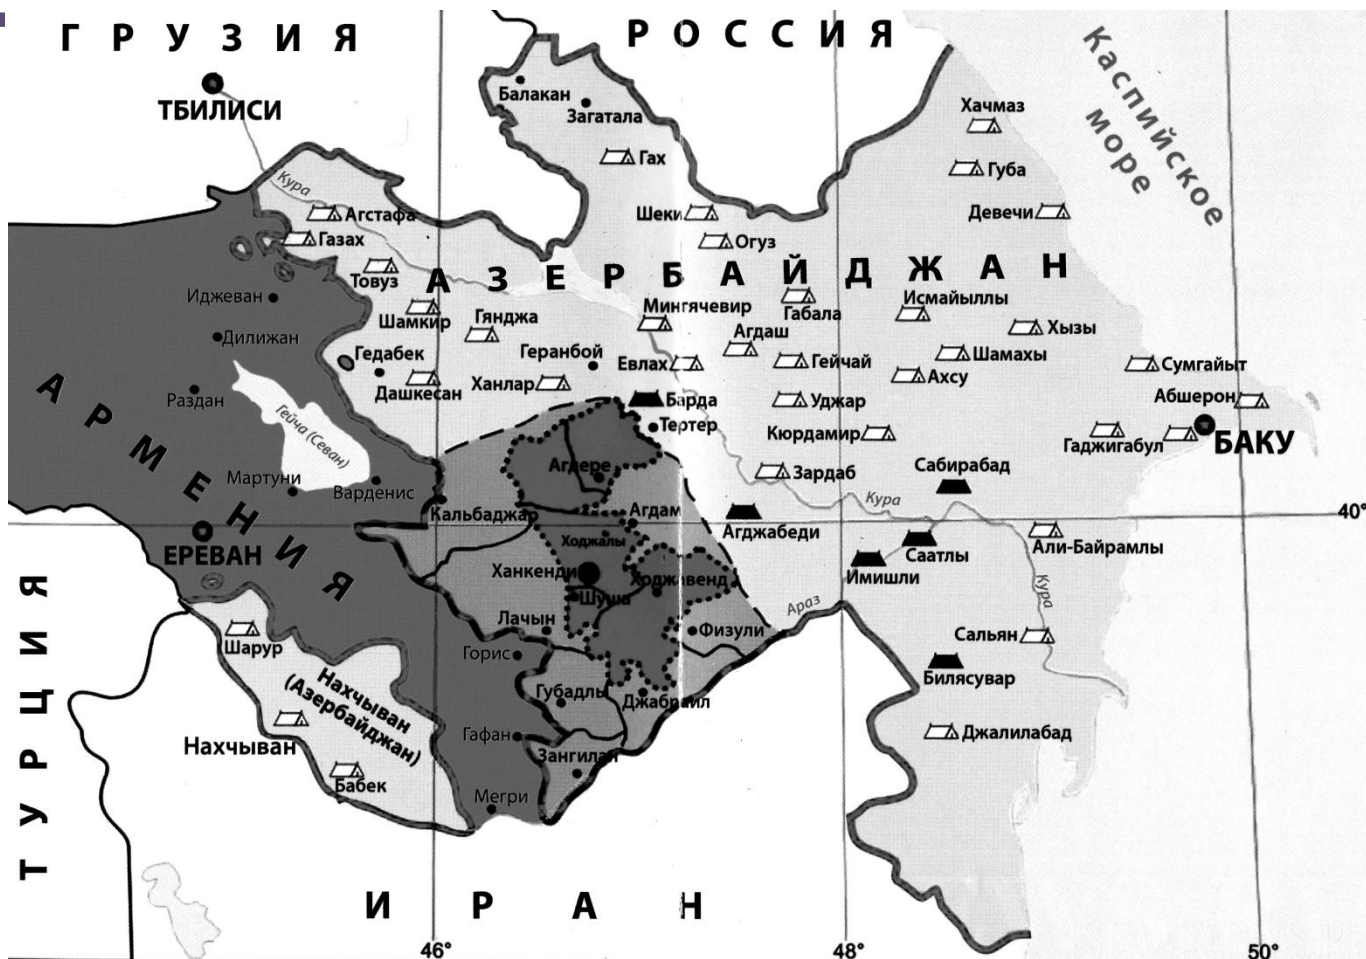 ГРУЗИЯ
РОССИЯ
Каспийское
море
ТБИЛИСИ
Балакан
Загатала
Хачмаз
Гах
Губа
Кура
Агстафа
Шеки
Девечи
Газах
Огуз
Товуз
АЗЕРБАЙДЖАН
Иджеван
Мингячевир
Габала
Исмайыллы
Шамкир
Гянджа
Агдаш
Хызы
Дилижан
Гедабек
Геранбой
Евлах
Гейчай
Шамахы
Сумгайыт
Дашкесан
Ханлар
Ахсу
Раздан
Барда
Уджар
Абшерон
АРМЕНИЯ
Гейча (Севан)
Тертер
Кюрдамир
Гаджигабул
БАКУ
Агдере
Зардаб
Сабирабад
Мартуни
Варденис
Кура
Кальбаджар
Агдам
40°
ЕРЕВАН
Ходжалы
Агджабеди
Саатлы
Али-Байрамлы
Ханкенди
Ходжавенд
Имишли
Шуша
Араз
Кура
ТУРЦИЯ
Лачын
Физули
Сальян
Шарур
Горис
Билясувар
Нахчыван
(Азербайджан)
Губадлы
Джабраил
Нахчыван
Гафан
Джалилабад
Зангилан
Бабек
Мегри
ИРАН
46°
48°
50°